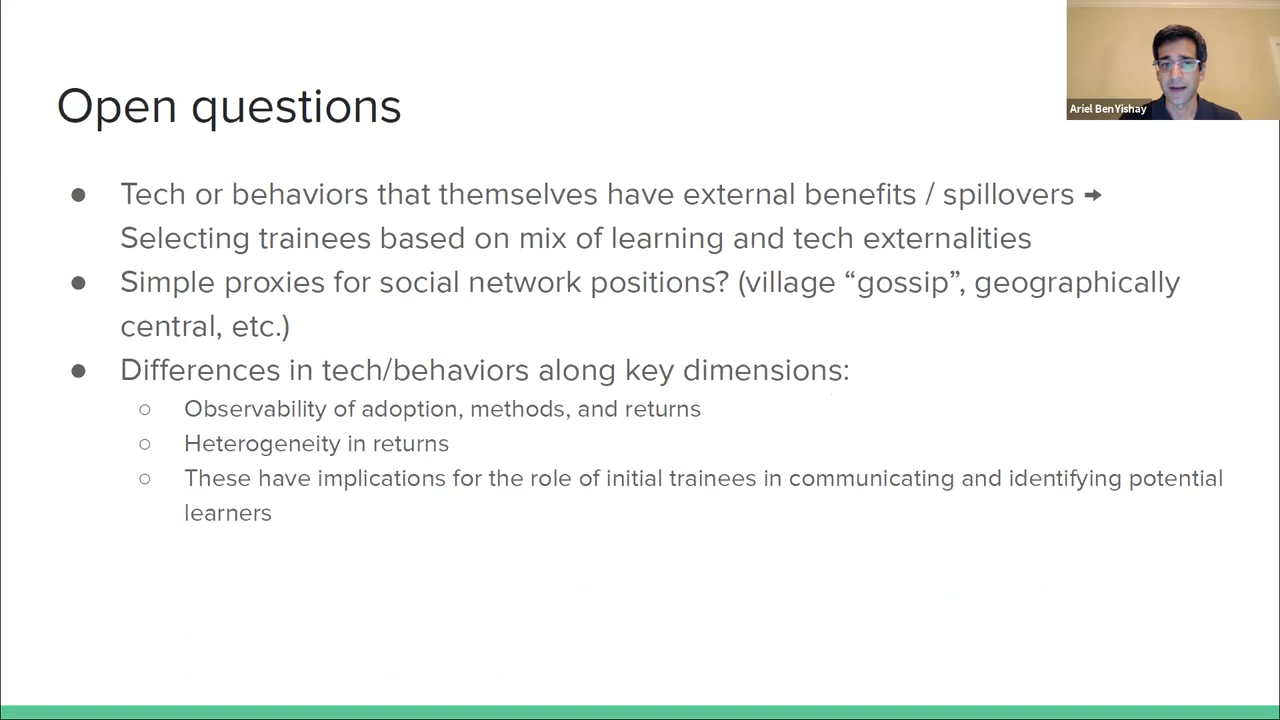 Ariel BenYishay
Open questions
● Tech or behaviors that themselves have external benefits / spillovers →
Selecting trainees based on mix of learning and tech externalities
● Simple proxies for social network positions? (village “gossip”, geographically
central, etc.)
● Differences in tech/behaviors along key dimensions:
○ Observability of adoption, methods, and returns
○ Heterogeneity in returns
○ These have implications for the role of initial trainees in communicating and identifying potential
learners